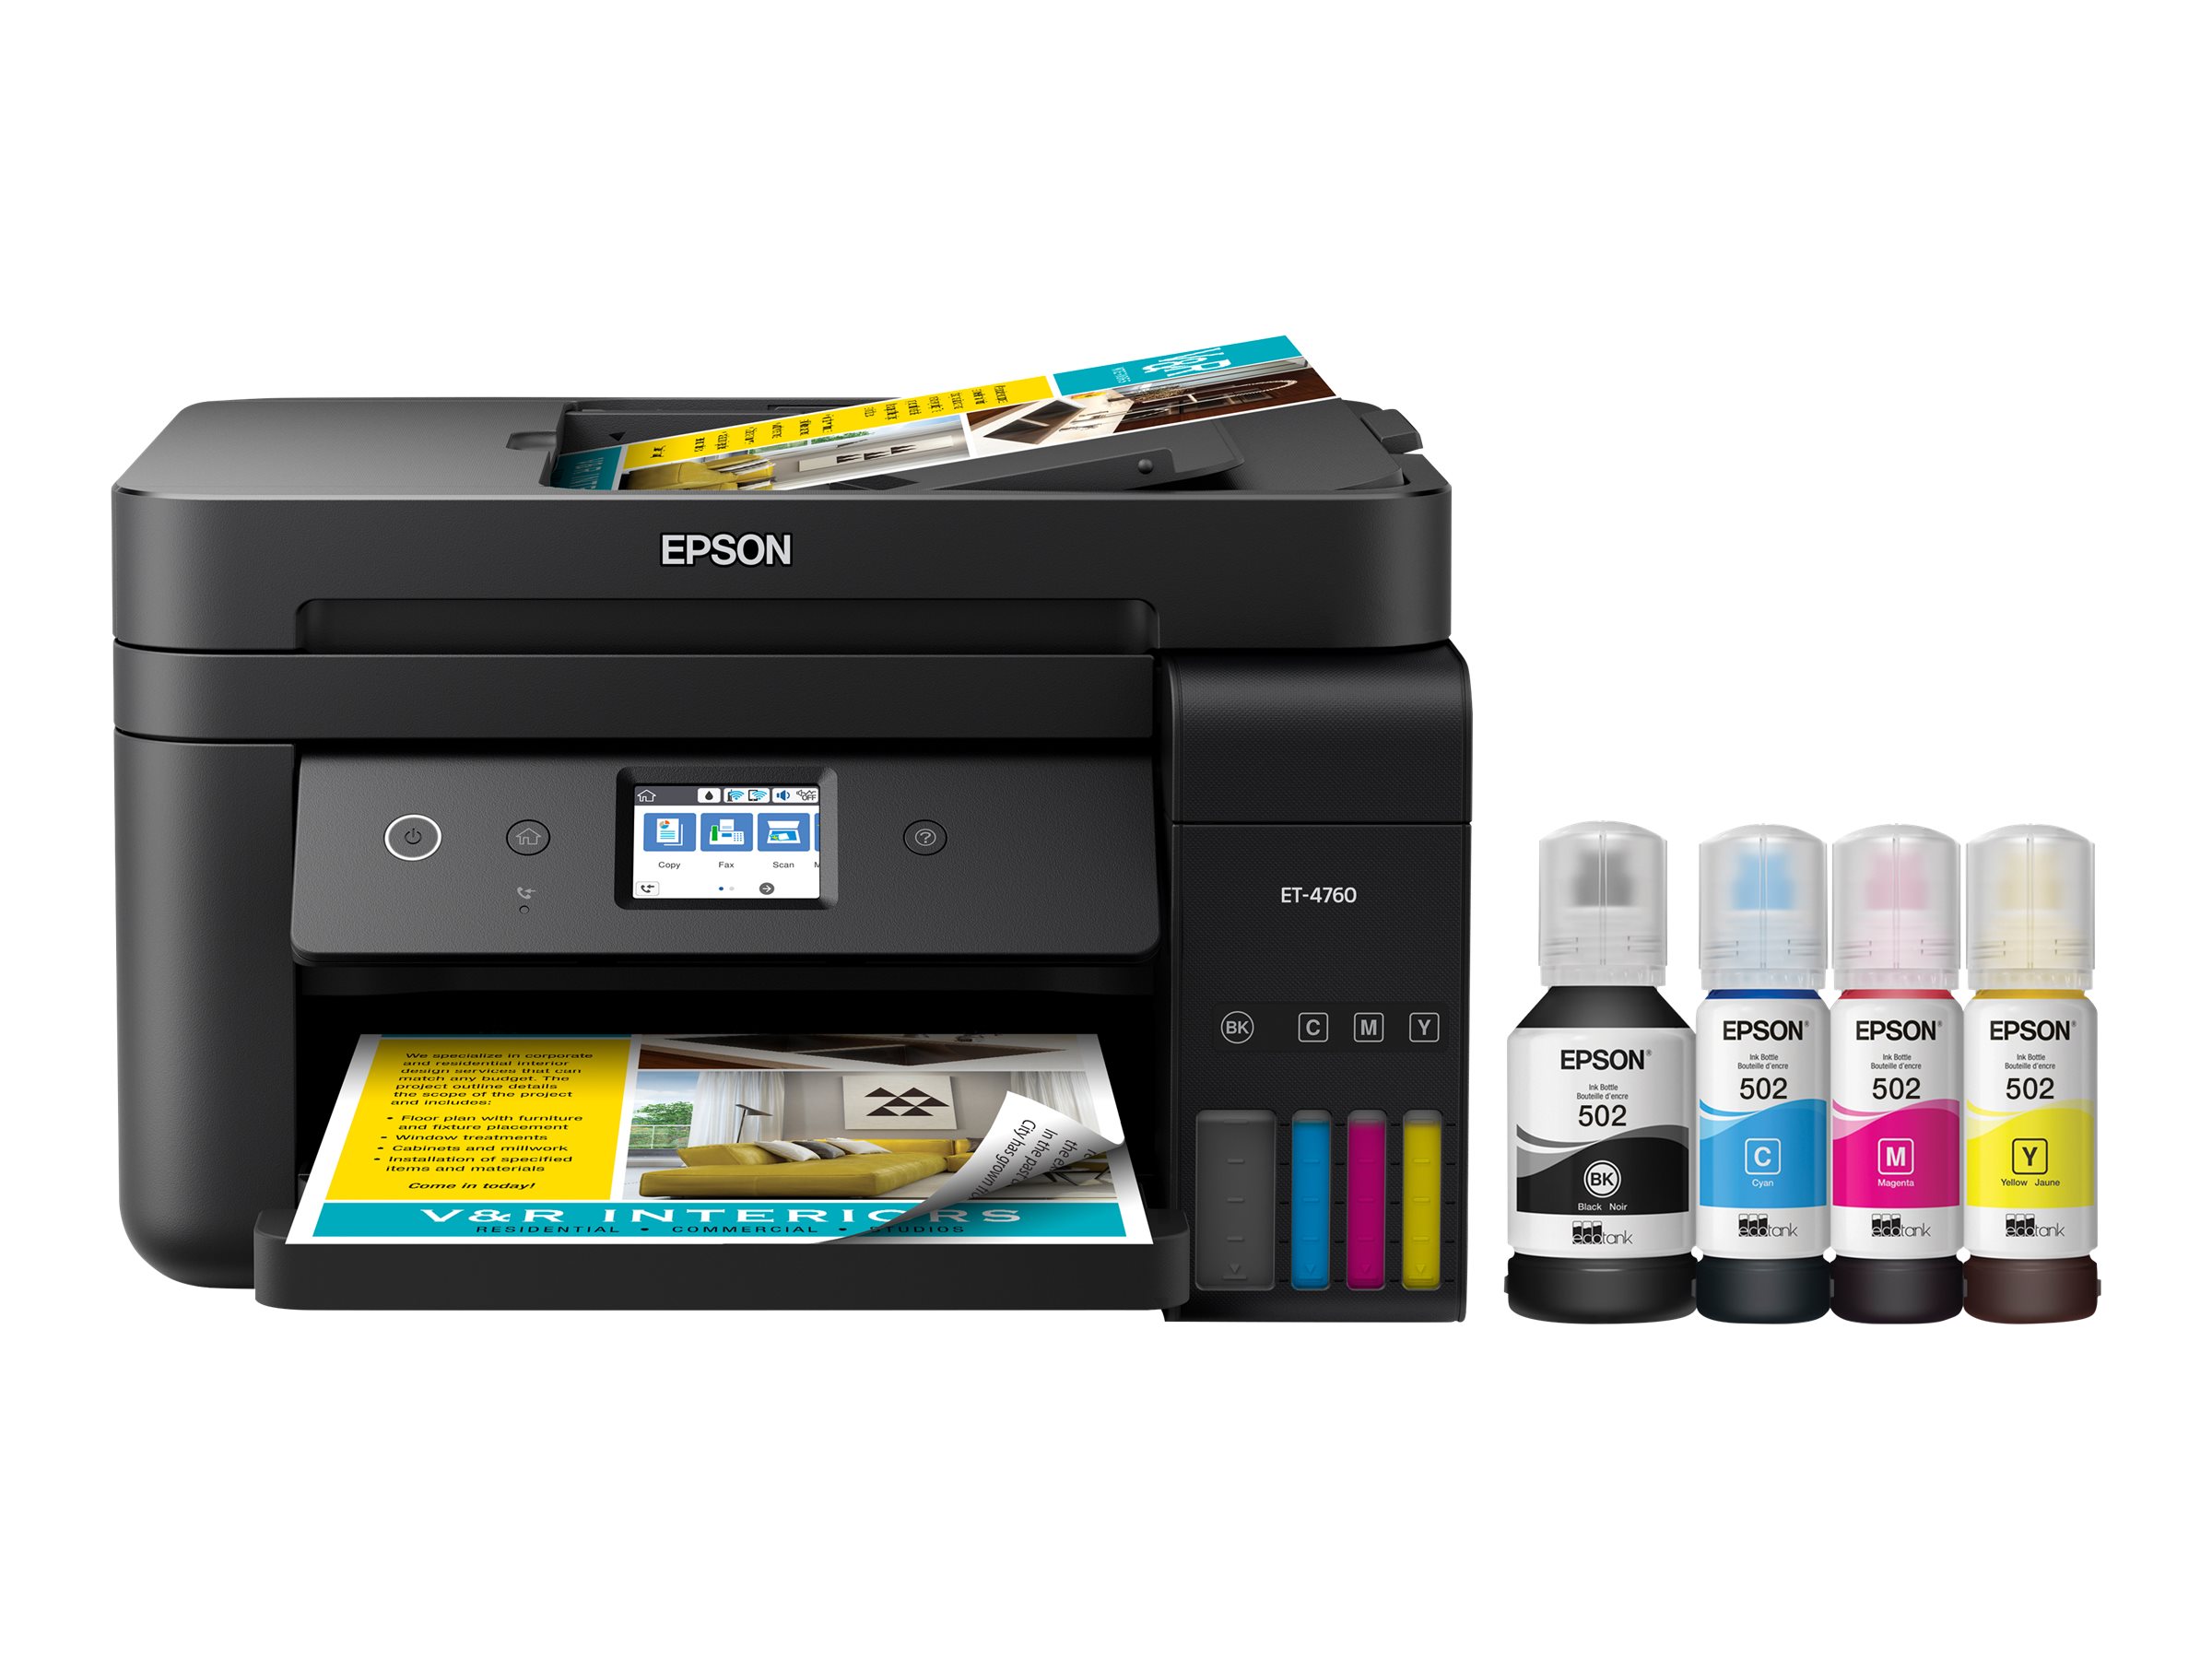 V&R
EPSON
OFF
Copy
Fax
Scan
M
ET-4760
BK
C
M
Y
We specialize in corporate
and residential interior
design services that can
match any budget. The
project outline details
the scope of the project
and includes:
• Floor plan with furniture
and fixture placement
• Window treatments
• Cabinets and millwork
• Installation of specified
items and materials
Come in today!
City has grown
In the past
V&R INTERIORS
RESIDENTIAL • COMMERCIAL • STUDIOS
EPSON®
Ink Bottle
Bouteille d'encre
502
BK
Black Noir
ecotank
EPSON®
Ink Bottle
Bouteille d'encre
502
C
Cyan
ecotank
EPSON®
Ink Bottle
Bouteille d'encre
502
M
Magenta
ecotank
EPSON®
Ink Bottle
Bouteille d'encre
502
Y
Yellow Jaune
ecotank